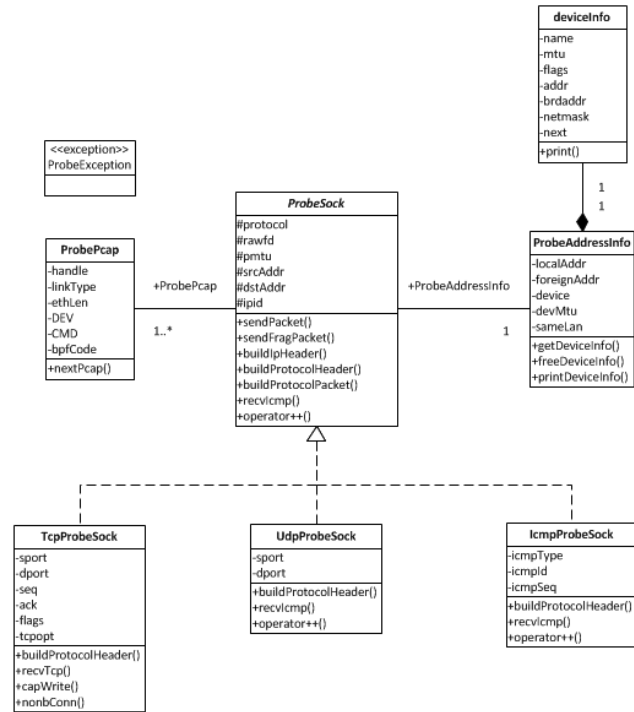 deviceInfo
-name
-mtu
-flags
-addr
-brdaddr
-netmask
-next
+print()
<<exception>>
ProbeException
1
1
ProbeSock
#protocol
#rawfd
#pmtu
#srcAddr
#dstAddr
#ipid
+sendPacket()
+sendFragPacket()
+buildIpHeader()
+buildProtocolHeader()
+buildProtocolPacket()
+recvIcmp()
+operator++()
ProbePcap
-handle
-linkType
-ethLen
-DEV
-CMD
-bpfCode
+nextPcap()
+ProbePcap
1..*
+ProbeAddressInfo
1
ProbeAddressInfo
-localAddr
-foreignAddr
-device
-devMtu
-sameLan
+getDeviceInfo()
+freeDeviceInfo()
+printDeviceInfo()
TcpProbeSock
-sport
-dport
-seq
-ack
-flags
-tcpopt
+buildProtocolHeader()
+recvTcp()
+capWrite()
+nonbConn()
UdpProbeSock
-sport
-dport
+buildProtocolHeader()
+recvIcmp()
+operator++()
IcmpProbeSock
-icmpType
-icmpId
-icmpSeq
+buildProtocolHeader()
+recvIcmp()
+operator++()